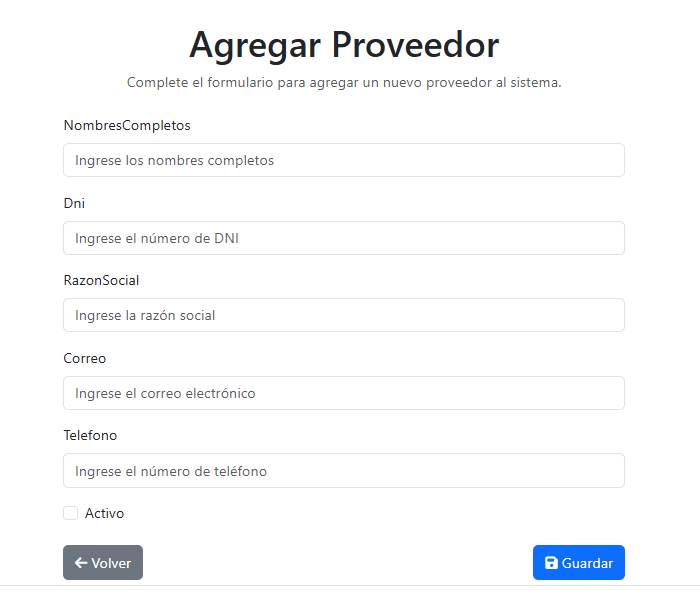 Agregar Proveedor
Complete el formulario para agregar un nuevo proveedor al sistema.
NombresCompletos
Ingrese los nombres completos
Dni
Ingrese el número de DNI
RazonSocial
Ingrese la razón social
Correo
Ingrese el correo electrónico
Telefono
Ingrese el número de teléfono
Activo
Volver
Guardar